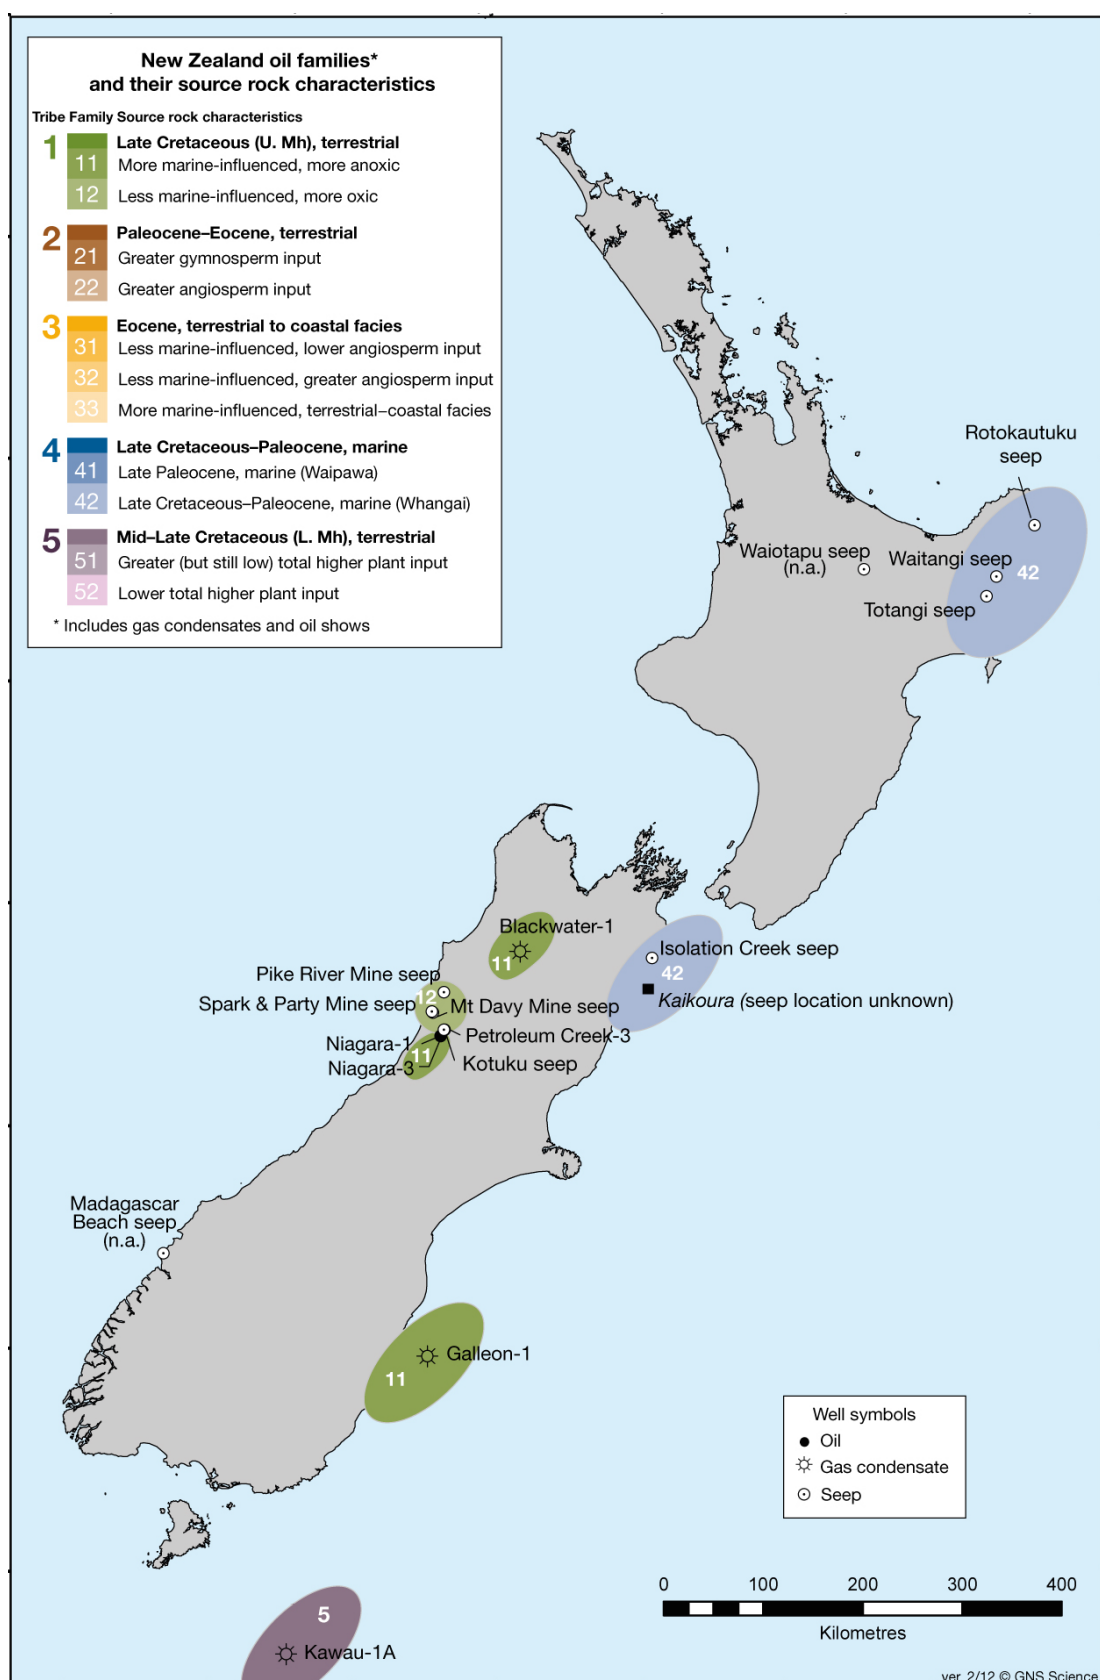 New Zealand oil families*
and their source rock characteristics
Tribe Family Source rock characteristics
1 Late Cretaceous (U. Mh), terrestrial
11 More marine-influenced, more anoxic
12 Less marine-influenced, more oxic
2 Paleocene–Eocene, terrestrial
21 Greater gymnosperm input
22 Greater angiosperm input
3 Eocene, terrestrial to coastal facies
31 Less marine-influenced, lower angiosperm input
32 Less marine-influenced, greater angiosperm input
33 More marine-influenced, terrestrial–coastal facies
4 Late Cretaceous–Paleocene, marine
41 Late Paleocene, marine (Waipawa)
42 Late Cretaceous–Paleocene, marine (Whangai)
5 Mid–Late Cretaceous (L. Mh), terrestrial
51 Greater (but still low) total higher plant input
52 Lower total higher plant input
* Includes gas condensates and oil shows
Rotokautuku
seep
Waiotapu seep
(n.a.)
Waitangi seep
42
Totangi seep
Blackwater-1
11
Isolation Creek seep
42
Kaikoura (seep location unknown)
Pike River Mine seep
12
Spark & Party Mine seep
Mt Davy Mine seep
Petroleum Creek-3
Niagara-1
11
Kotuku seep
Niagara-3
Madagascar
Beach seep
(n.a.)
Galleon-1
11
Well symbols
Oil
Gas condensate
Seep
0 100 200 300 400
Kilometres
5
Kawau-1A
ver. 2/12 © GNS Science